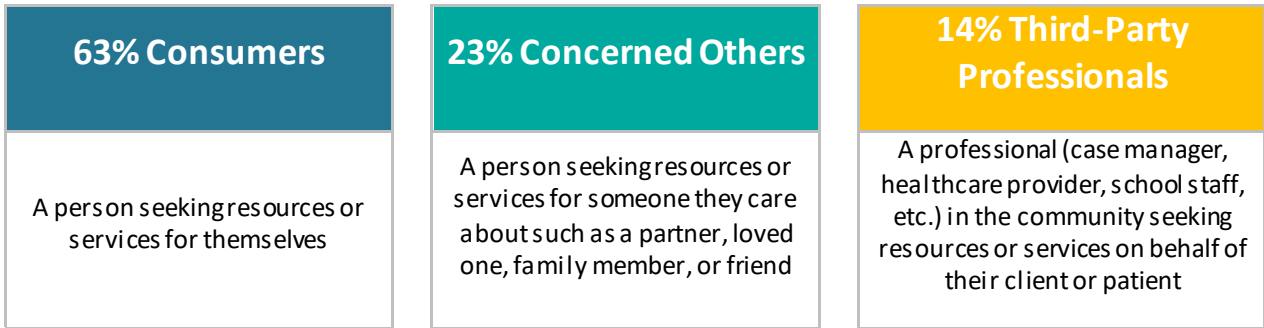 63% Consumers
A person seeking resources or
services for themselves
23% Concerned Others
A person seeking resources or
services for someone they care
about such as a partner, loved
one, family member, or friend
14% Third-Party
Professionals
A professional (case manager,
healthcare provider, school staff,
etc.) in the community seeking
resources or services on behalf of
their client or patient